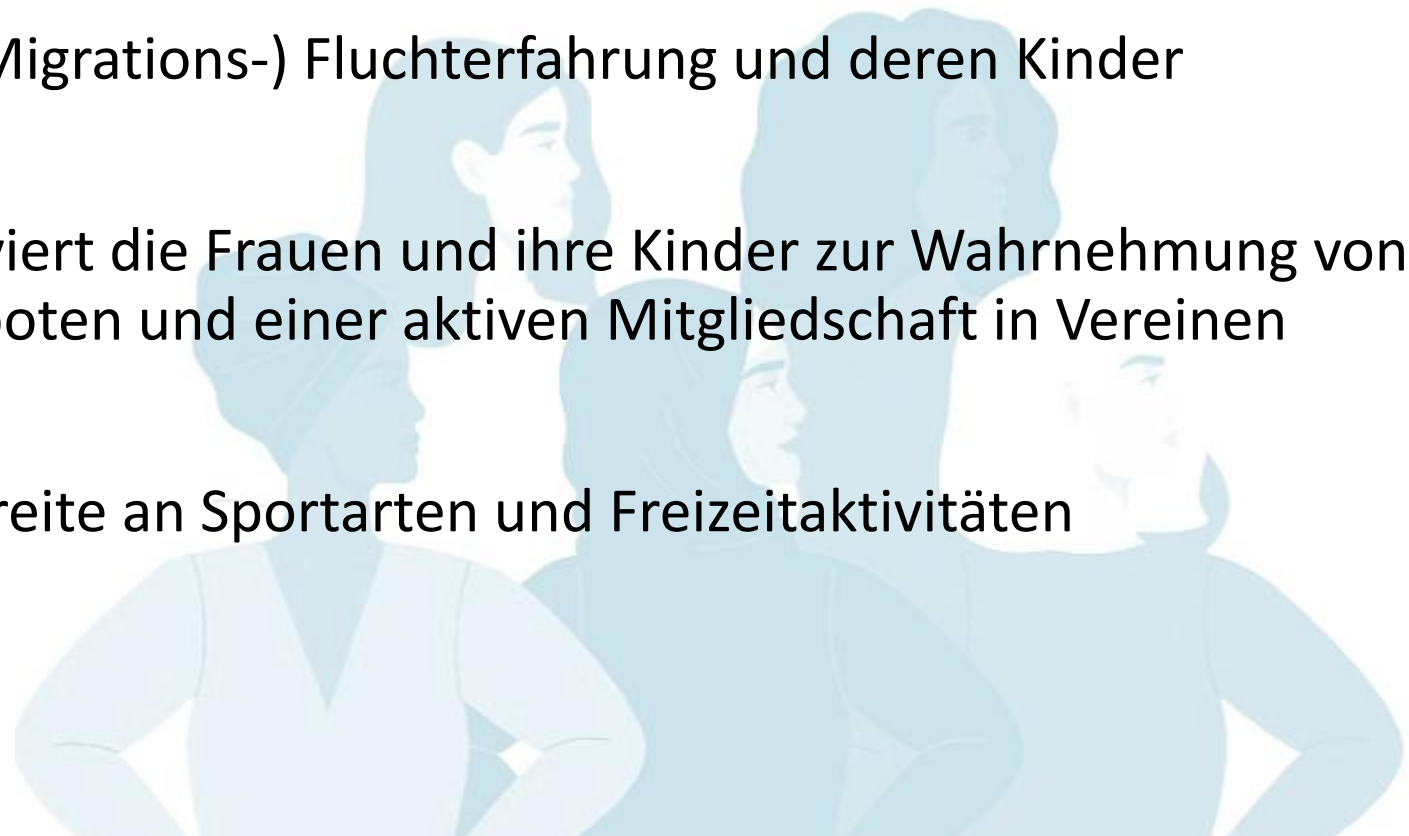 Migrations-) Fluchterfahrung und deren Kinder
viert die Frauen und ihre Kinder zur Wahrnehmung von
boten und einer aktiven Mitgliedschaft in Vereinen
reite an Sportarten und Freizeitaktivitäten